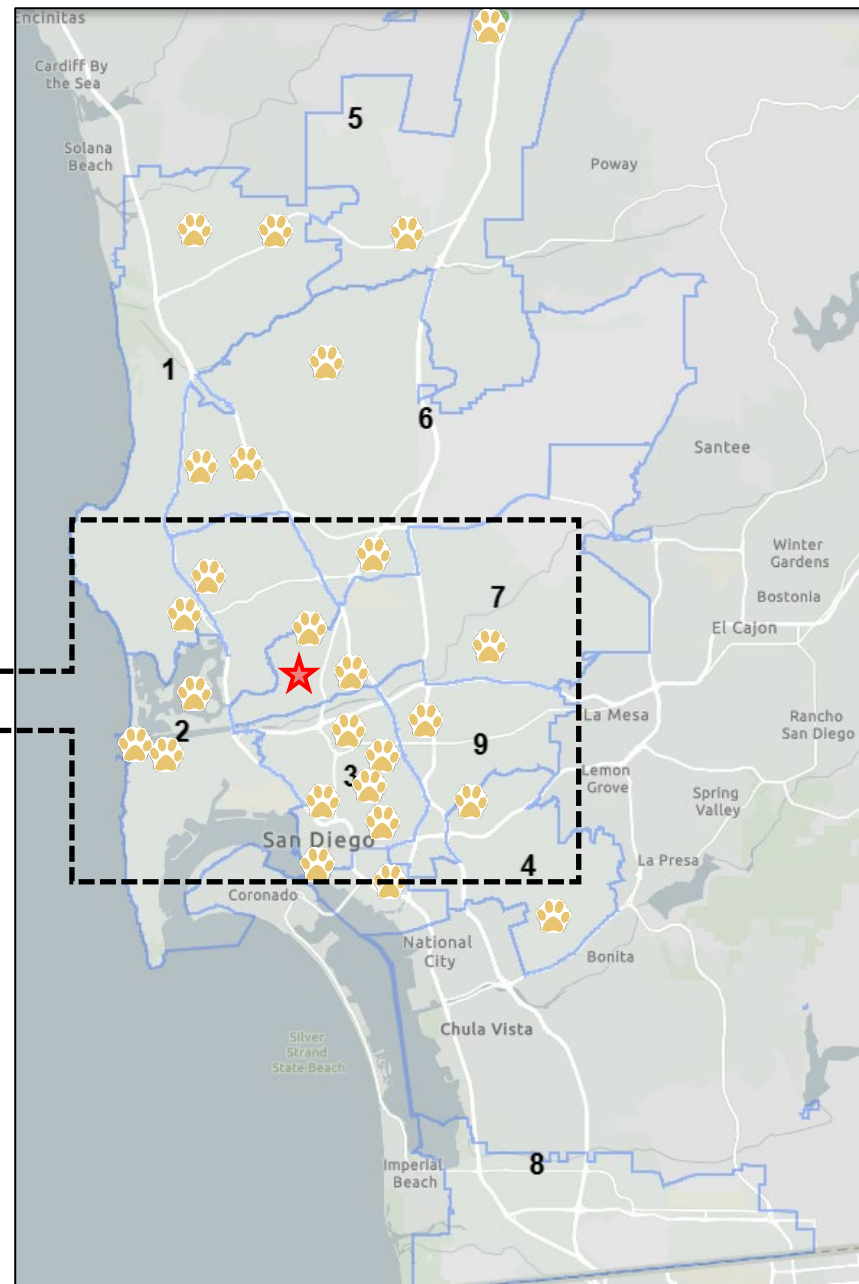 Encinitas
Cardiff By
the Sea
5
Solana
Beach
Poway
1
6
Santee
Winter
Gardens
Bostonia
7
El Cajon
La Mesa
Rancho
San Diego
2
9
Lemon
Grove
3
Spring
Valley
San Diego
4
La Presa
Coronado
National
City
Bonita
Chula Vista
Silver
Strand
State Beach
8
Imperial
Beach